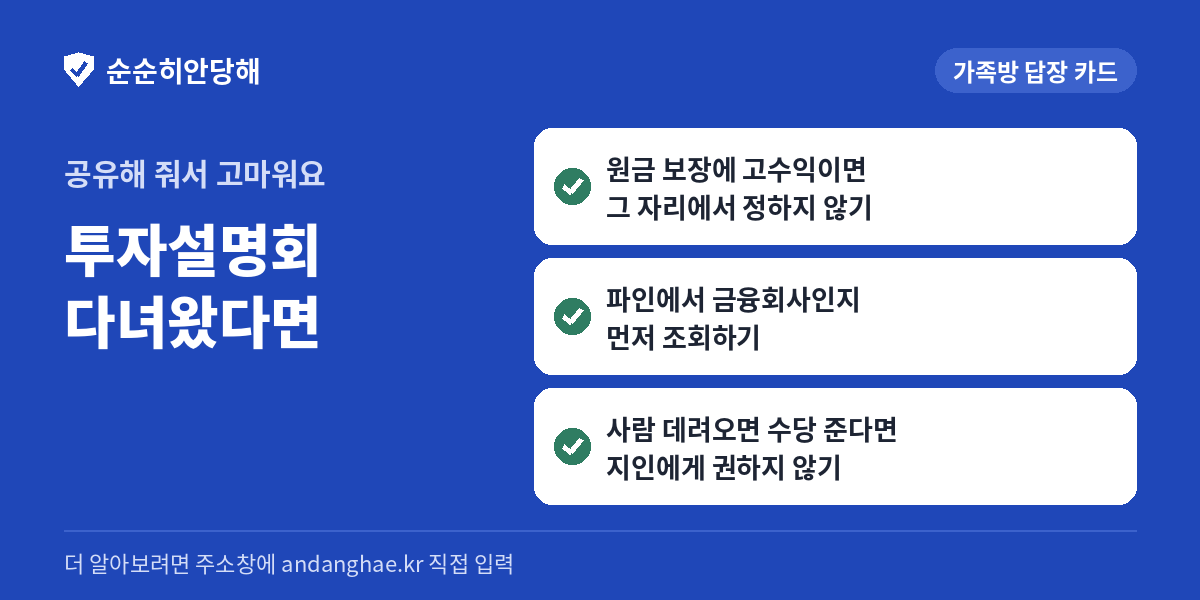 순순히안당해
가족방 답장 카드
공유해 줘서 고마워요
투자설명회
다녀왔다면
원금 보장에 고수익이면
그 자리에서 정하지 않기
파인에서 금융회사인지
먼저 조회하기
사람 데려오면 수당 준다면
지인에게 권하지 않기
더 알아보려면 주소창에 andanghae.kr 직접 입력